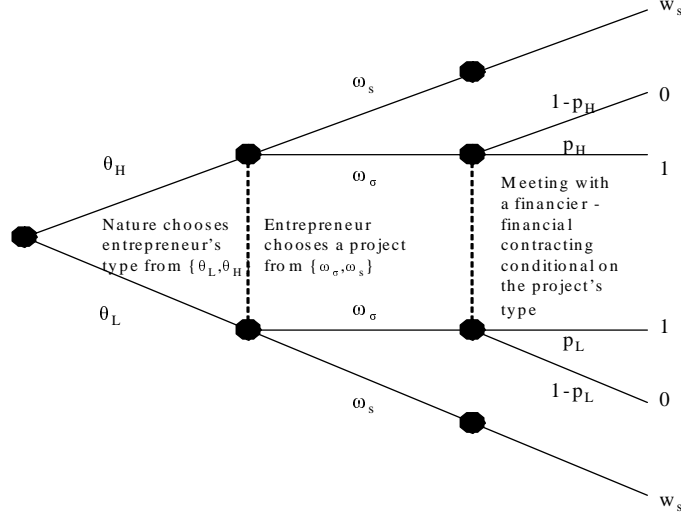 w_s
ω_s
1-p_H
0
θ_H
p_H
1
ω_σ
Nature chooses
entrepreneur's
type from {θ_L,θ_H
Entrepreneur
chooses a project
from {ω_σ,ω_s}
Meeting with
a financier -
financial
contracting
conditional on
the project's
type
θ_L
ω_σ
1
p_L
1-p_L
0
ω_s
w_s